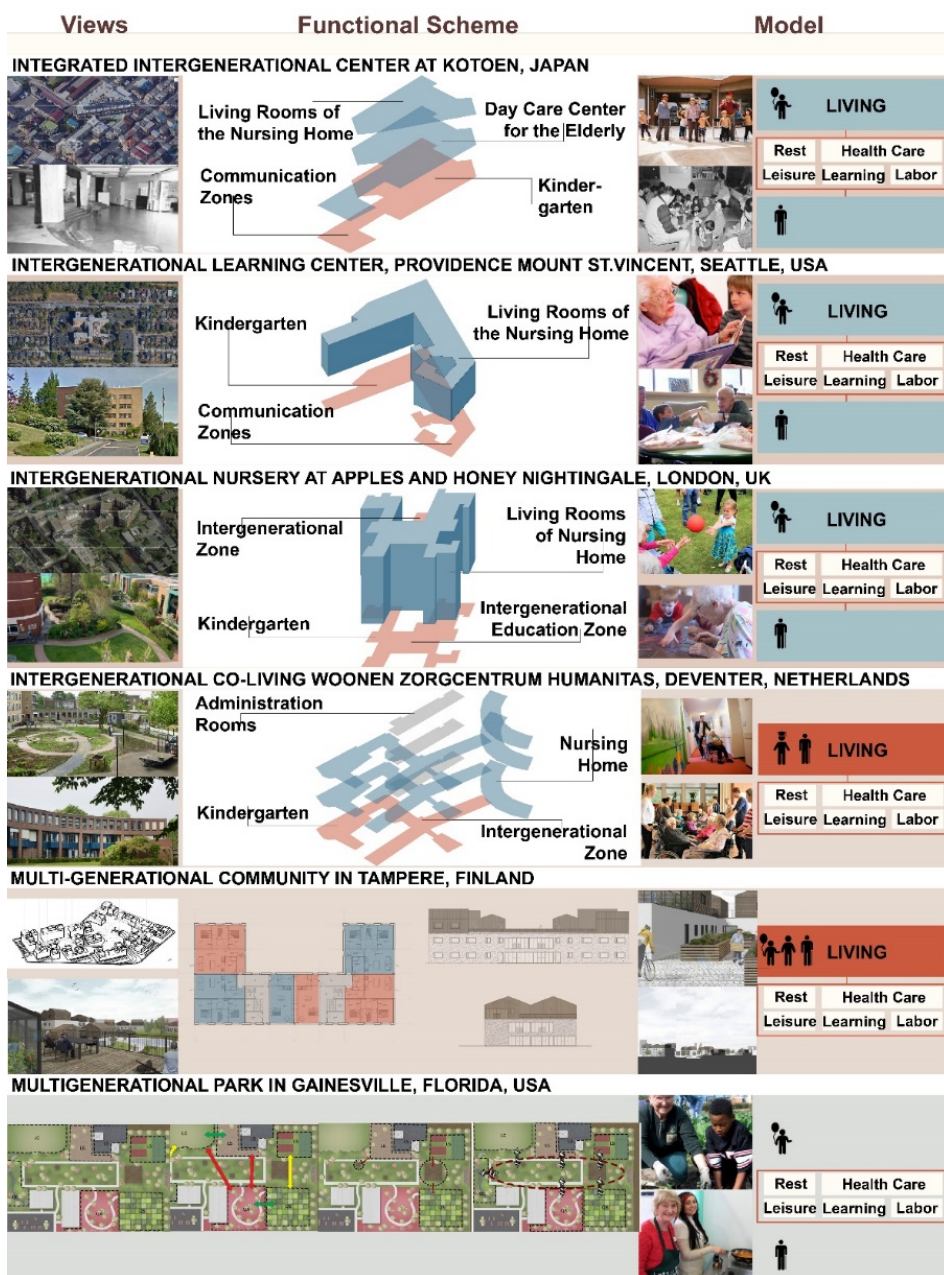 Views Functional Scheme Model
INTEGRATED INTERGENERATIONAL CENTER AT KOTOEN, JAPAN
Living Rooms of
the Nursing Home
Day Care Center
for the Elderly
Communication
Zones
Kinder-
garten
LIVING
Rest Health Care
Leisure Learning Labor
INTERGENERATIONAL LEARNING CENTER, PROVIDENCE MOUNT ST.VINCENT, SEATTLE, USA
Kindergarten
Living Rooms of
the Nursing Home
Communication
Zones
LIVING
Rest Health Care
Leisure Learning Labor
INTERGENERATIONAL NURSERY AT APPLES AND HONEY NIGHTINGALE, LONDON, UK
Intergenerational
Zone
Living Rooms
of Nursing
Home
Kindergarten
Intergenerational
Education Zone
LIVING
Rest Health Care
Leisure Learning Labor
INTERGENERATIONAL CO-LIVING WOONEN ZORGCENTRUM HUMANITAS, DEVENTER, NETHERLANDS
Administration
Rooms
Nursing
Home
Kindergarten
Intergenerational
Zone
LIVING
Rest Health Care
Leisure Learning Labor
MULTI-GENERATIONAL COMMUNITY IN TAMPERE, FINLAND
LIVING
Rest Health Care
Leisure Learning Labor
MULTIGENERATIONAL PARK IN GAINESVILLE, FLORIDA, USA
Rest Health Care
Leisure Learning Labor